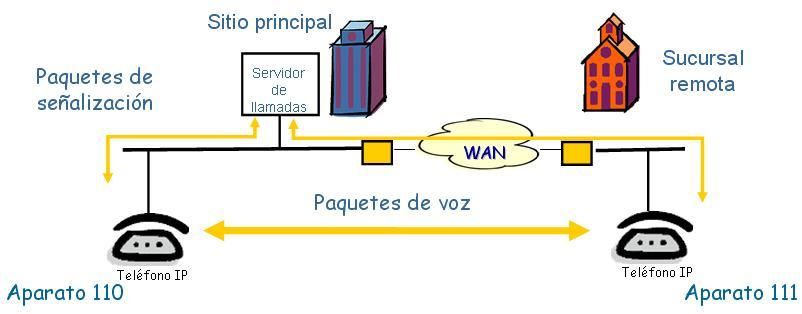 Sitio principal
Paquetes de
señalización
Servidor
de
llamadas
Sucursal
remota
WAN
Paquetes de voz
Teléfono IP
Teléfono IP
Aparato 110
Aparato 111